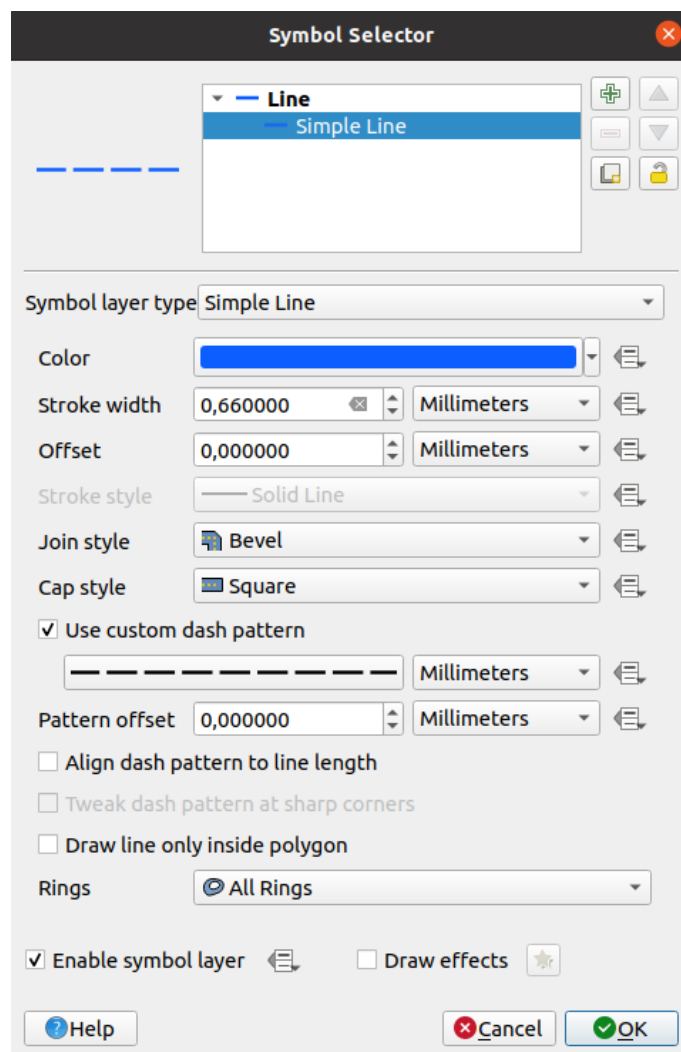 Symbol Selector
Line
Simple Line
Symbol layer type Simple Line
Color
Stroke width 0,660000 Millimeters
Offset 0,000000 Millimeters
Stroke style Solid Line
Join style Bevel
Cap style Square
Use custom dash pattern
Millimeters
Pattern offset 0,000000 Millimeters
Align dash pattern to line length
Tweak dash pattern at sharp corners
Draw line only inside polygon
Rings All Rings
Enable symbol layer Draw effects
Help Cancel OK